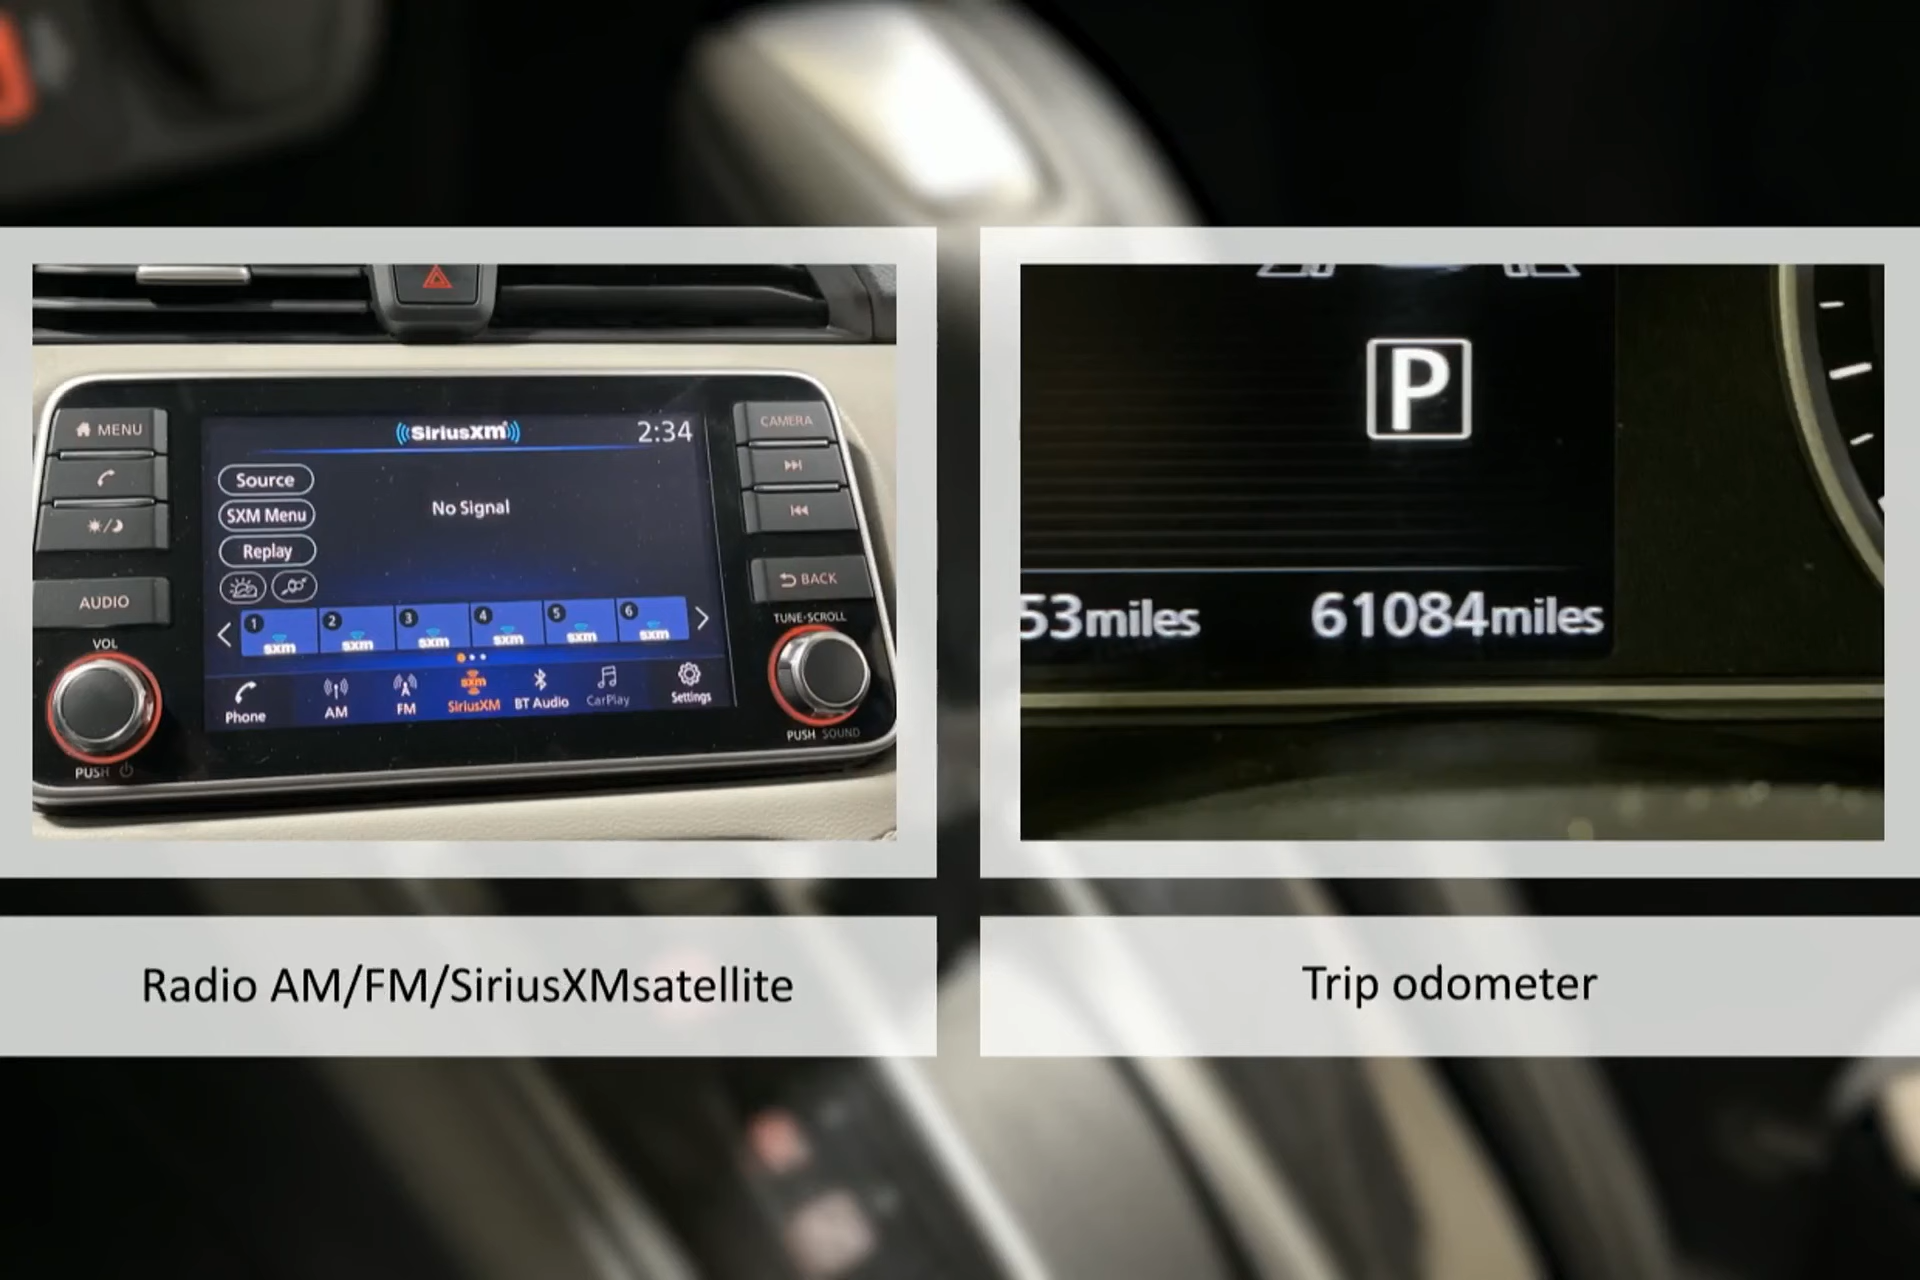 MENU
AUDIO
VOL
PUSH
SiriusXM
2:34
Source
SXM Menu
Replay
No Signal
1 2 3 4 5 6
sxm sxm sxm sxm sxm sxm
Phone AM FM sxm SiriusXM BT Audio CarPlay Settings
CAMERA
BACK
TUNE·SCROLL
PUSH SOUND
P
53miles 61084miles
Radio AM/FM/SiriusXMsatellite
Trip odometer